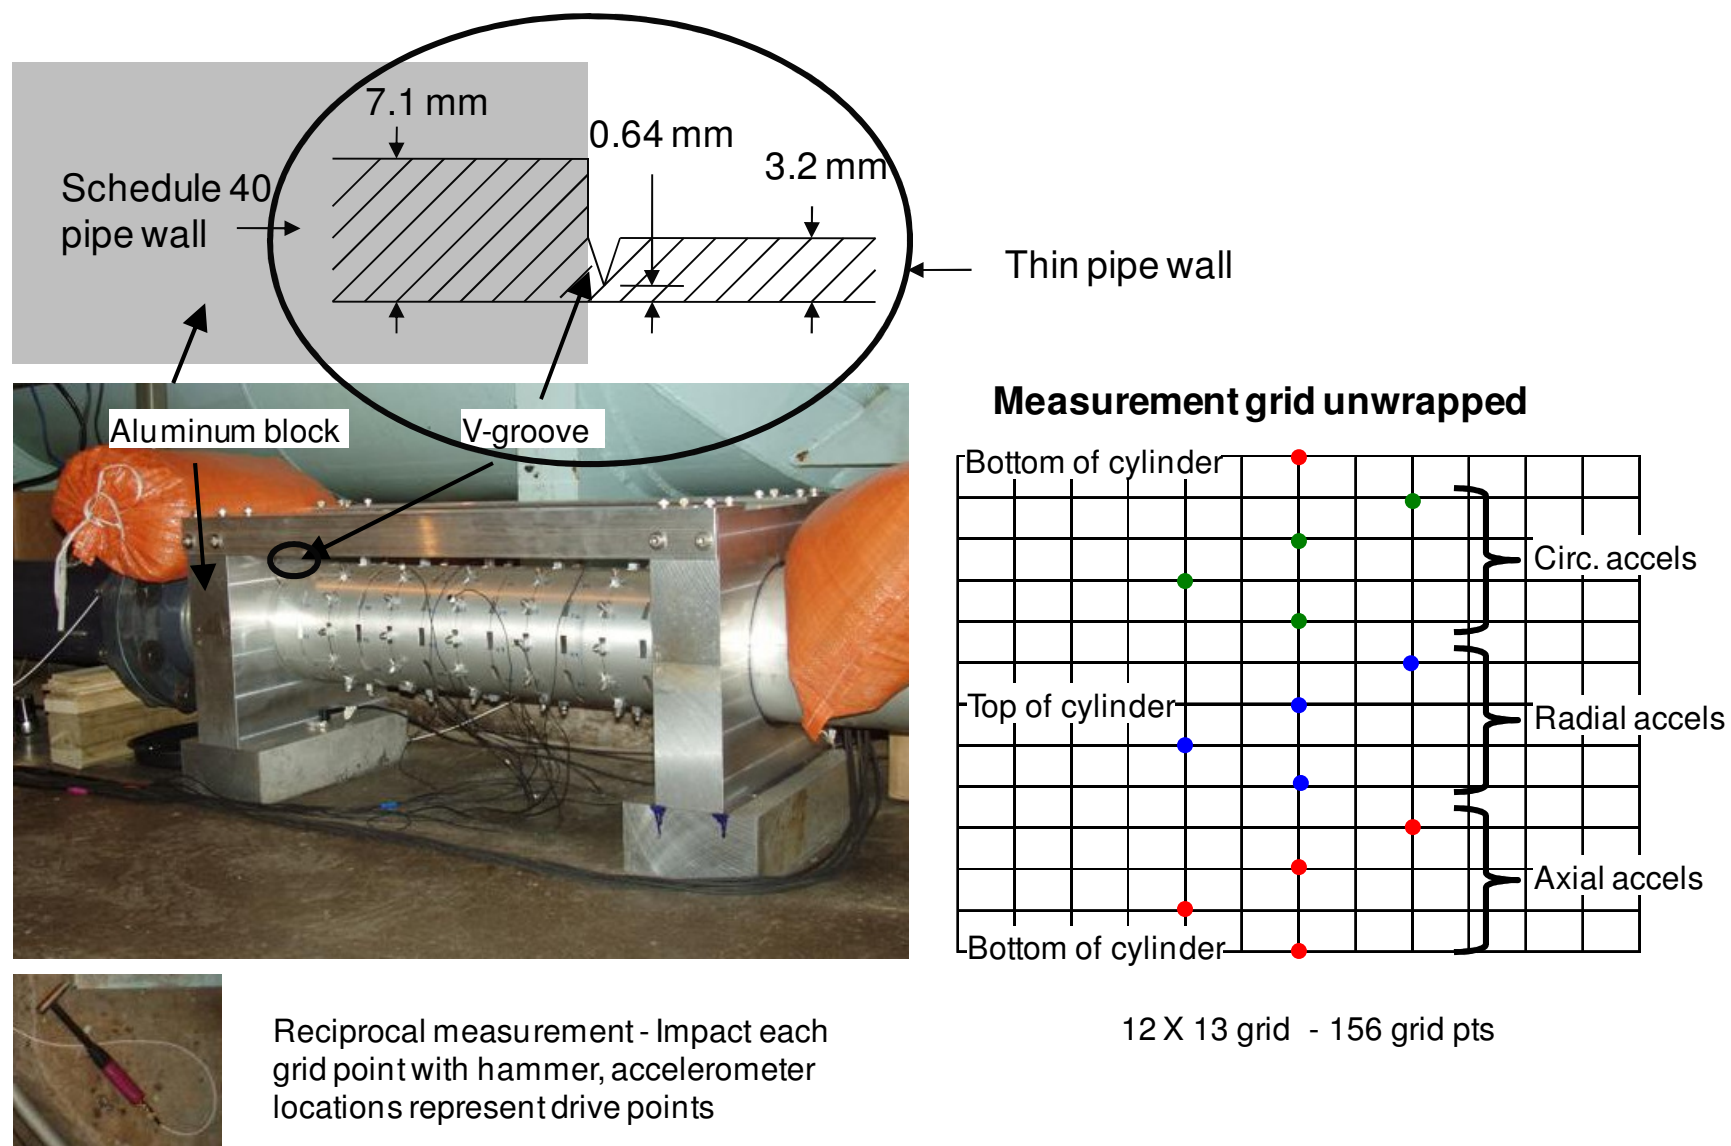 7.1 mm
0.64 mm
3.2 mm
Schedule 40
pipe wall
Thin pipe wall
Aluminum block
V-groove
Measurement grid unwrapped
Bottom of cylinder
Circ. accels
Top of cylinder
Radial accels
Axial accels
Bottom of cylinder
12 X 13 grid - 156 grid pts
Reciprocal measurement - Impact each
grid point with hammer, accelerometer
locations represent drive points